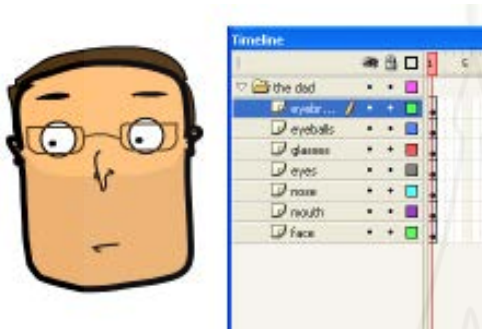 Timeline
1 5
the dad
eyebr...
eyeballs
glasses
eyes
nose
mouth
face